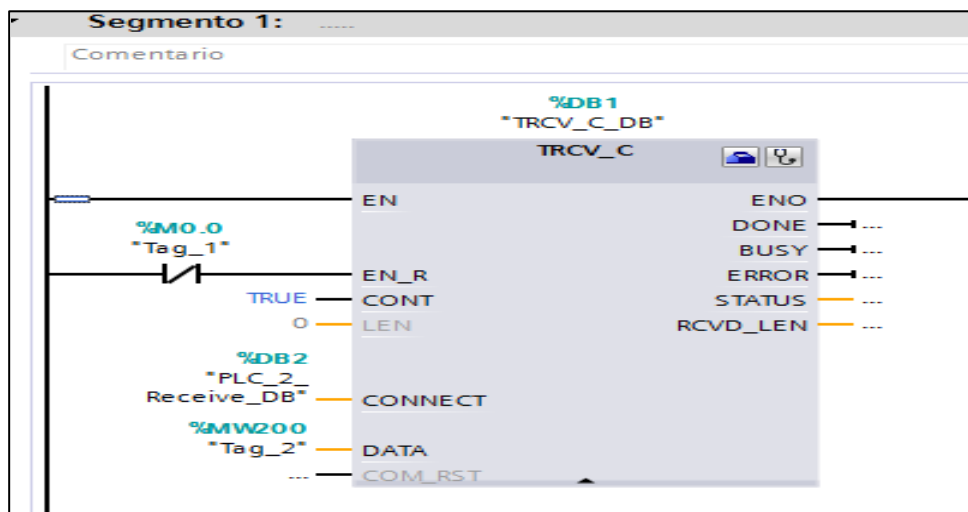 Segmento 1: .....
Comentario
%DB1
"TRCV_C_DB"
TRCV_C
EN
ENO
%M0.0
"Tag_1"
DONE
...
BUSY
...
EN_R
ERROR
...
TRUE
CONT
STATUS
...
0
LEN
RCVD_LEN
...
%DB2
"PLC_2_
Receive_DB"
CONNECT
%MW200
"Tag_2"
DATA
...
COM_RST